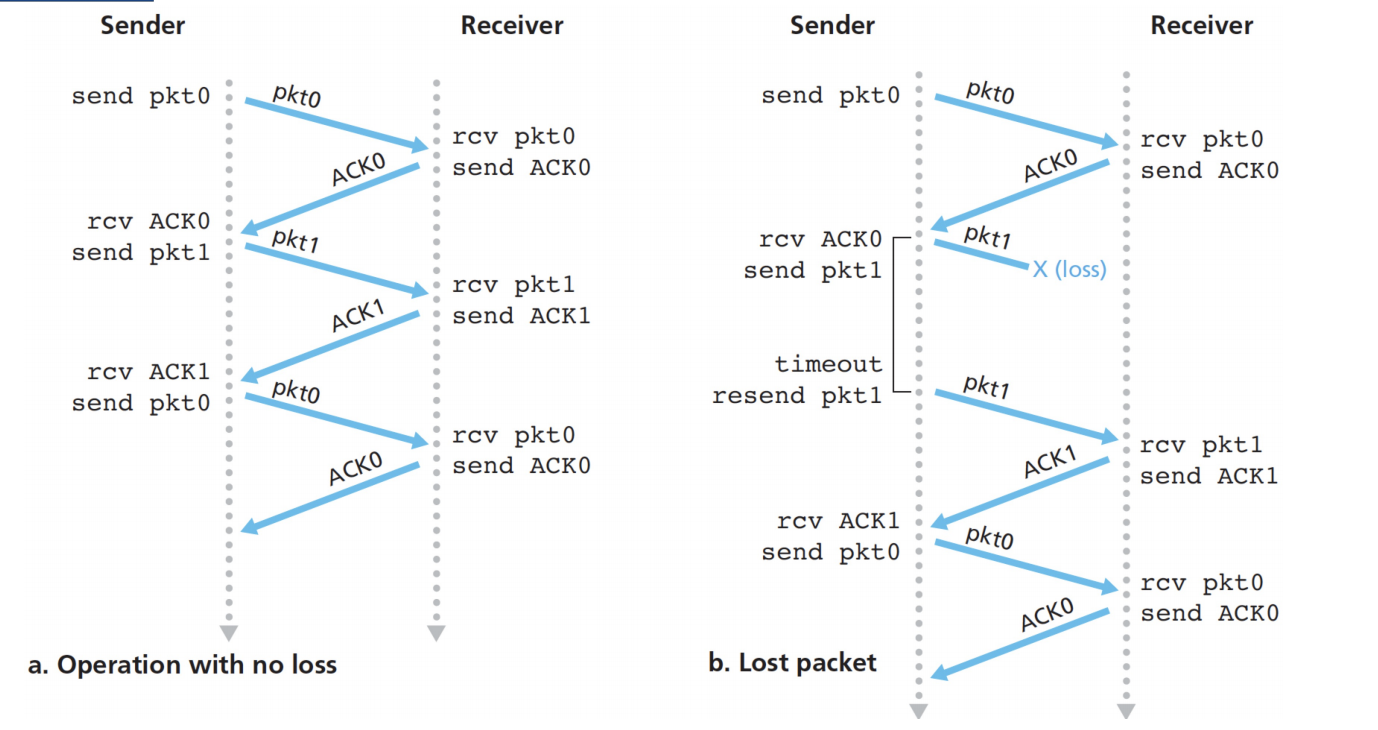 Sender
Receiver
send pkt0
pkt0
rcv pkt0
send ACK0
ACK0
rcv ACK0
send pkt1
pkt1
rcv pkt1
send ACK1
ACK1
rcv ACK1
send pkt0
pkt0
rcv pkt0
send ACK0
ACK0
a. Operation with no loss
Sender
Receiver
send pkt0
pkt0
rcv pkt0
send ACK0
ACK0
rcv ACK0
send pkt1
pkt1
X (loss)
timeout
resend pkt1
pkt1
rcv pkt1
send ACK1
ACK1
rcv ACK1
send pkt0
pkt0
rcv pkt0
send ACK0
ACK0
b. Lost packet